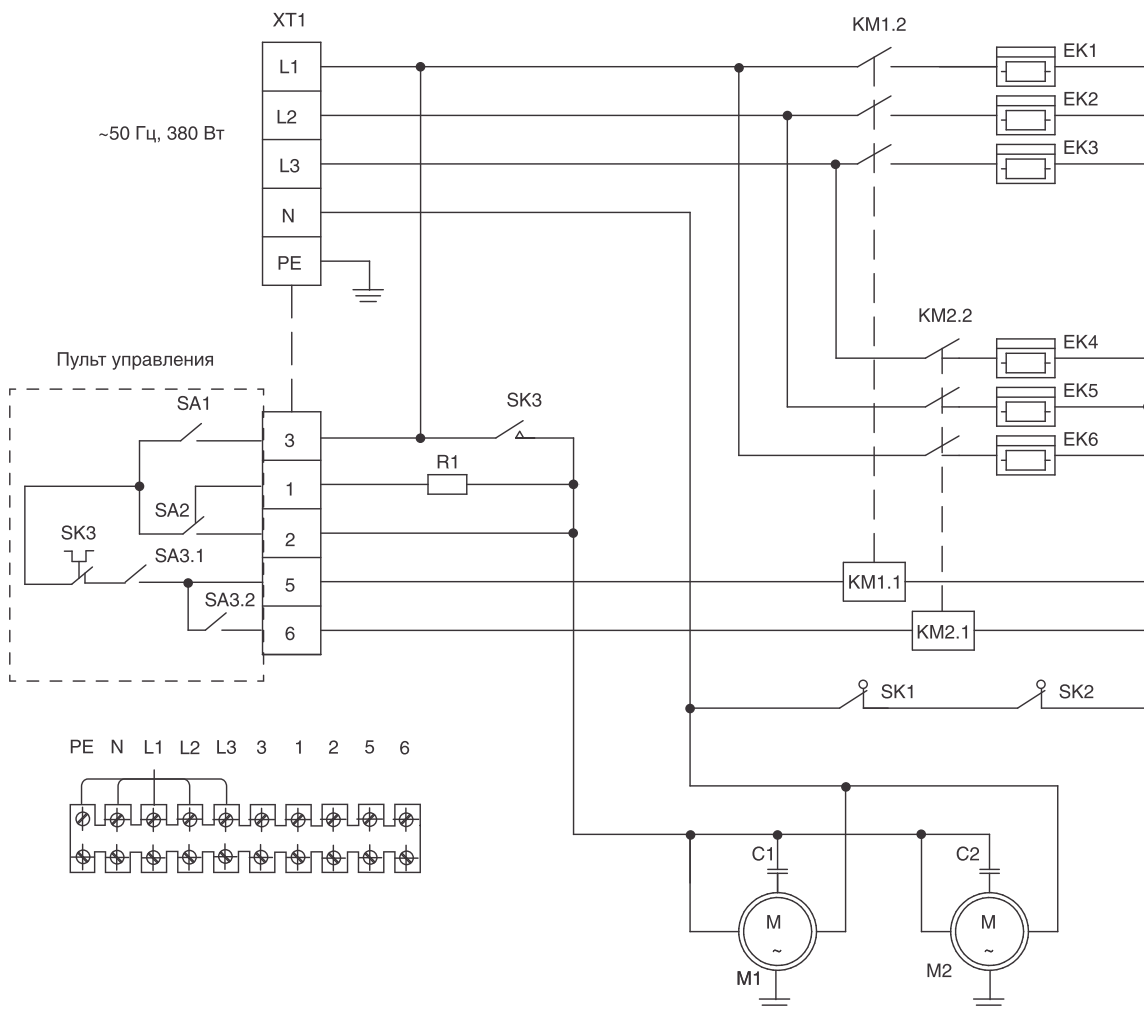 XT1
KM1.2
L1
EK1
L2
EK2
~50 Гц, 380 Вт
L3
EK3
N
PE
KM2.2
EK4
Пульт управления
EK5
SA1
SK3
3
EK6
R1
1
SA2
SK3
2
SA3.1
5
KM1.1
SA3.2
6
KM2.1
SK1
SK2
PE N L1 L2 L3 3 1 2 5 6
C1
C2
M
~
M
~
M1
M2